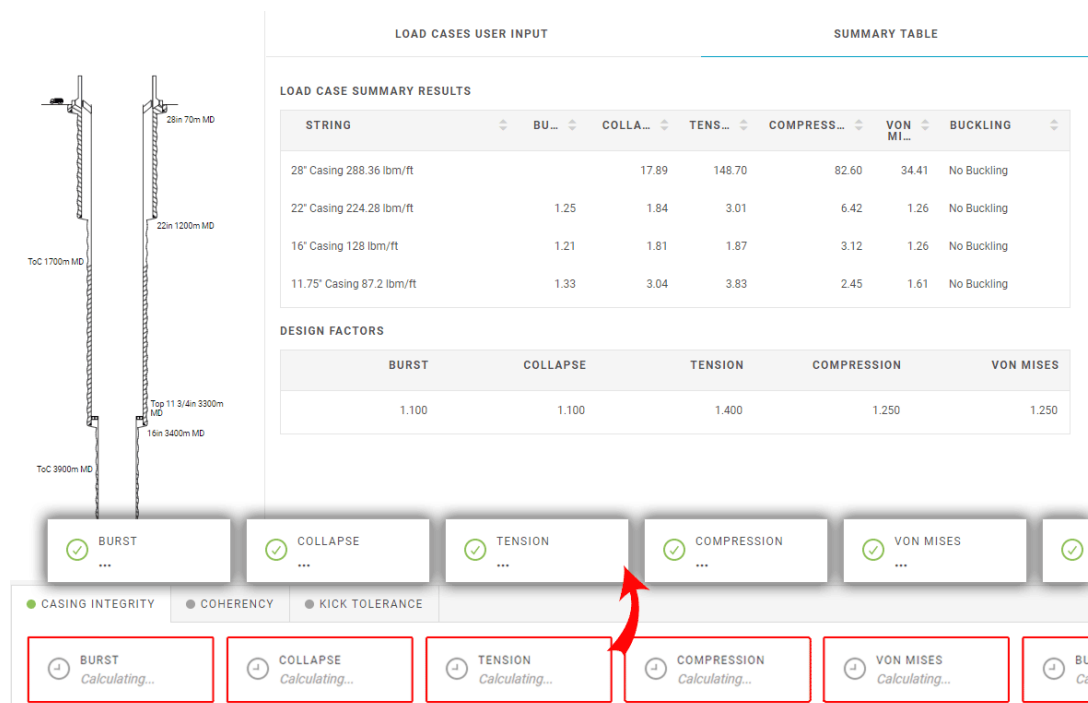 LOAD CASES USER INPUT SUMMARY TABLE
LOAD CASE SUMMARY RESULTS
STRING BU... COLLA... TENS... COMPRESS... VON MI... BUCKLING
28" Casing 288.36 lbm/ft 17.89 148.70 82.60 34.41 No Buckling
22" Casing 224.28 lbm/ft 1.25 1.84 3.01 6.42 1.26 No Buckling
16" Casing 128 lbm/ft 1.21 1.81 1.87 3.12 1.26 No Buckling
11.75" Casing 87.2 lbm/ft 1.33 3.04 3.83 2.45 1.61 No Buckling
DESIGN FACTORS
BURST COLLAPSE TENSION COMPRESSION VON MISES
1.100 1.100 1.400 1.250 1.250
28in 70m MD
22in 1200m MD
ToC 1700m MD
Top 11 3/4in 3300m
MD
16in 3400m MD
ToC 3900m MD
BURST COLLAPSE TENSION COMPRESSION VON MISES
... ... ... ... ...
CASING INTEGRITY COHERENCY KICK TOLERANCE
BURST COLLAPSE TENSION COMPRESSION VON MISES BU
Calculating... Calculating... Calculating... Calculating... Calculating... Ca